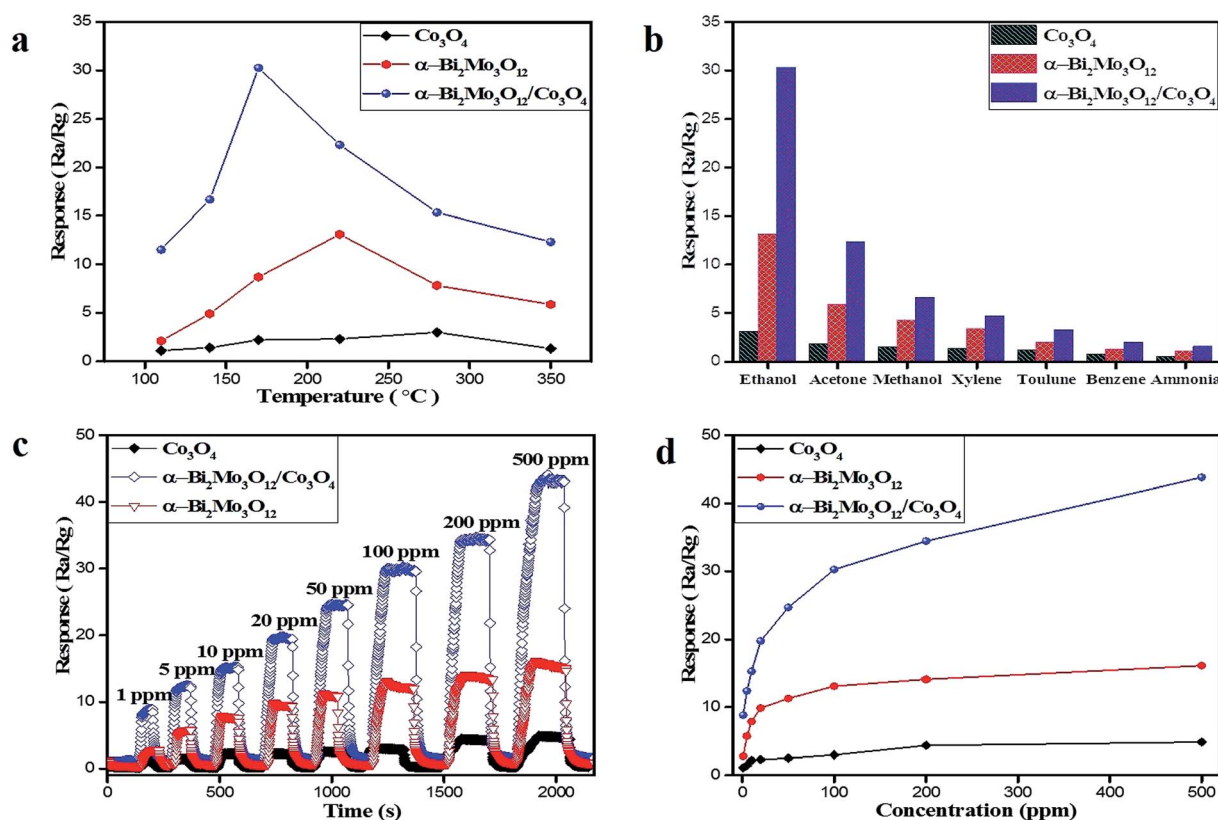 a
Response ( Ra/Rg)
35
30
25
20
15
10
5
0
Co₃O₄
α–Bi₂Mo₃O₁₂
α–Bi₂Mo₃O₁₂/Co₃O₄
100 150 200 250 300 350
Temperature ( °C)
b
Response ( Ra/Rg)
35
30
25
20
15
10
5
0
Co₃O₄
α–Bi₂Mo₃O₁₂
α–Bi₂Mo₃O₁₂/Co₃O₄
Ethanol Acetone Methanol Xylene Toulune Benzene Ammonia
c
Response ( Ra/Rg)
50
40
30
20
10
0
Co₃O₄
α–Bi₂Mo₃O₁₂/Co₃O₄
α–Bi₂Mo₃O₁₂
1 ppm
5 ppm
10 ppm
20 ppm
50 ppm
100 ppm
200 ppm
500 ppm
0 500 1000 1500 2000
Time (s)
d
Response ( Ra/Rg)
50
40
30
20
10
0
Co₃O₄
α–Bi₂Mo₃O₁₂
α–Bi₂Mo₃O₁₂/Co₃O₄
0 100 200 300 400 500
Concentration (ppm)